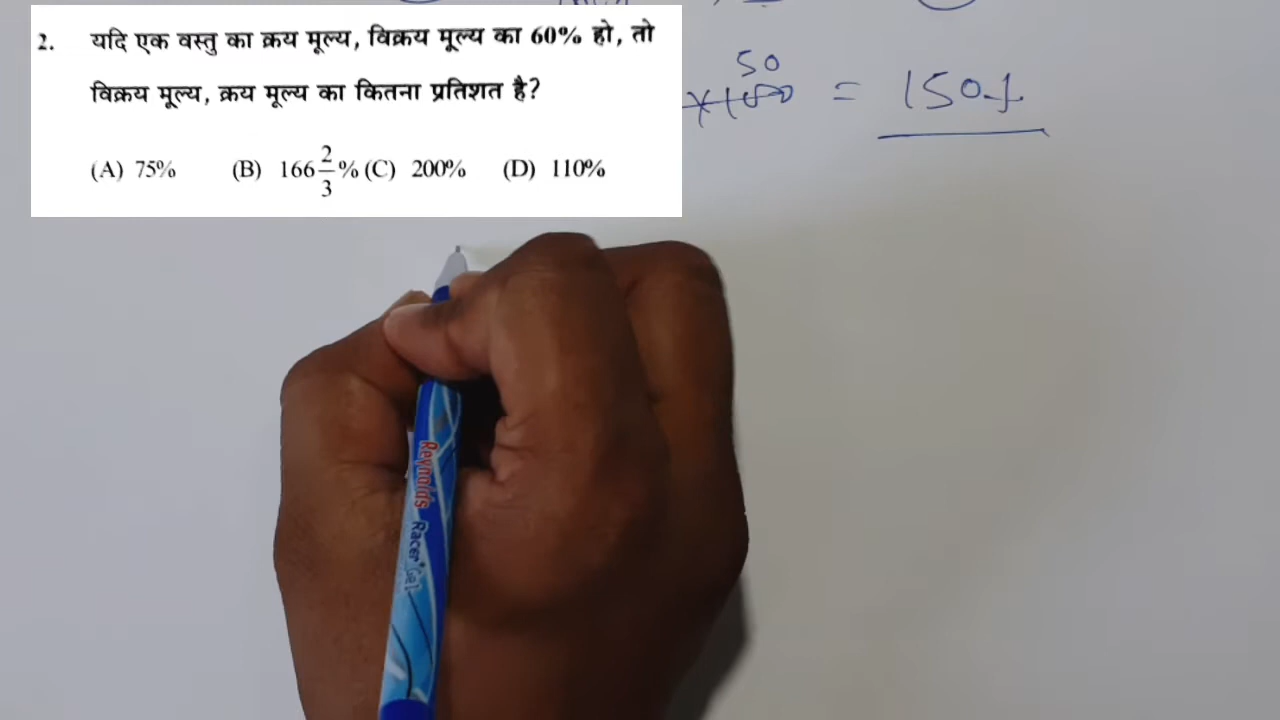 2. यदि एक वस्तु का क्रय मूल्य, विक्रय मूल्य का 60% हो, तो
विक्रय मूल्य, क्रय मूल्य का कितना प्रतिशत है?
(A) 75% (B) 166 2/3 % (C) 200% (D) 110%
50
×100 = 150%
Reynolds Racer Gel